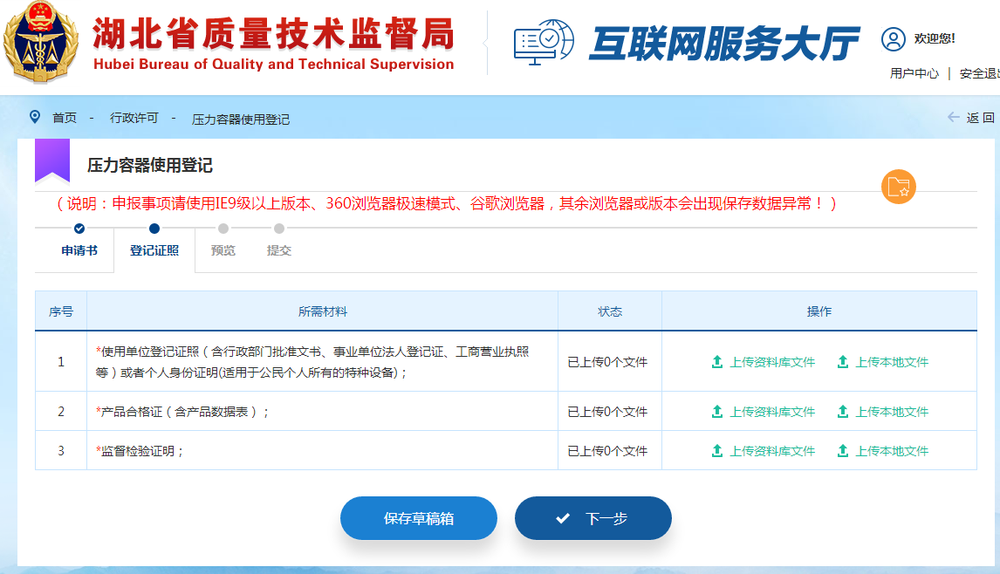 湖北省质量技术监督局
Hubei Bureau of Quality and Technical Supervision
互联网服务大厅
欢迎您!
用户中心 | 安全退出
首页 - 行政许可 - 压力容器使用登记
返 回
压力容器使用登记
（说明：申报事项请使用IE9级以上版本、360浏览器极速模式、谷歌浏览器，其余浏览器或版本会出现保存数据异常！）
申请书 登记证照 预览 提交
序号 所需材料 状态 操作
1 *使用单位登记证照（含行政部门批准文书、事业单位法人登记证、工商营业执照
等）或者个人身份证明(适用于公民个人所有的特种设备)； 已上传0个文件 上传资料库文件 上传本地文件
2 *产品合格证（含产品数据表）； 已上传0个文件 上传资料库文件 上传本地文件
3 *监督检验证明； 已上传0个文件 上传资料库文件 上传本地文件
保存草稿箱 下一步